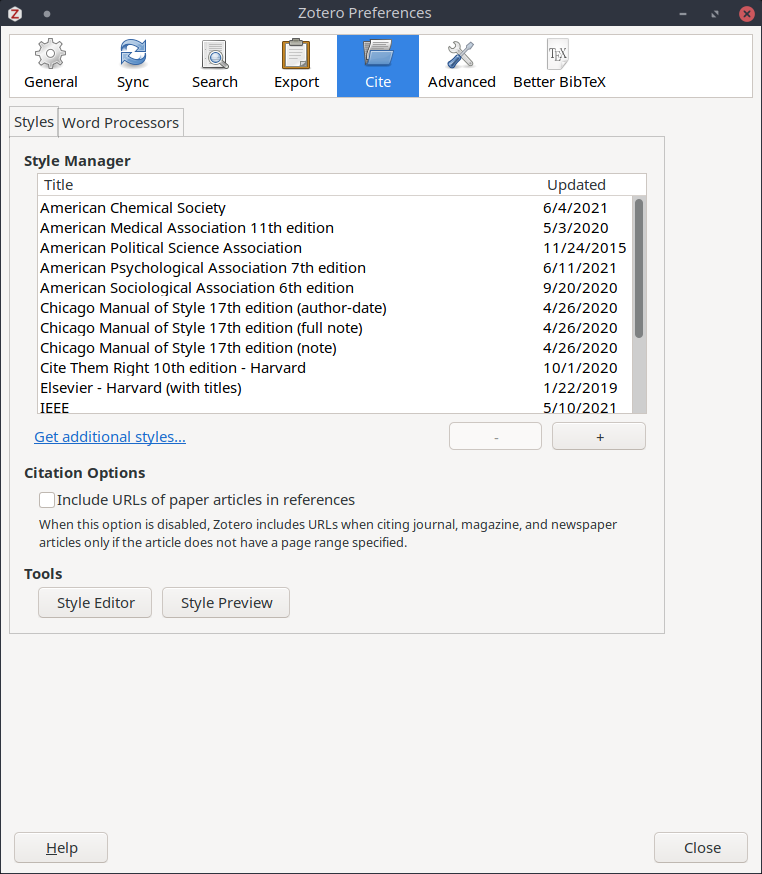 Zotero Preferences
General Sync Search Export Cite Advanced Better BibTeX
Styles Word Processors
Style Manager
Title Updated
American Chemical Society 6/4/2021
American Medical Association 11th edition 5/3/2020
American Political Science Association 11/24/2015
American Psychological Association 7th edition 6/11/2021
American Sociological Association 6th edition 9/20/2020
Chicago Manual of Style 17th edition (author-date) 4/26/2020
Chicago Manual of Style 17th edition (full note) 4/26/2020
Chicago Manual of Style 17th edition (note) 4/26/2020
Cite Them Right 10th edition - Harvard 10/1/2020
Elsevier - Harvard (with titles) 1/22/2019
IEEE 5/10/2021
Get additional styles... - +
Citation Options
Include URLs of paper articles in references
When this option is disabled, Zotero includes URLs when citing journal, magazine, and newspaper
articles only if the article does not have a page range specified.
Tools
Style Editor Style Preview
Help Close